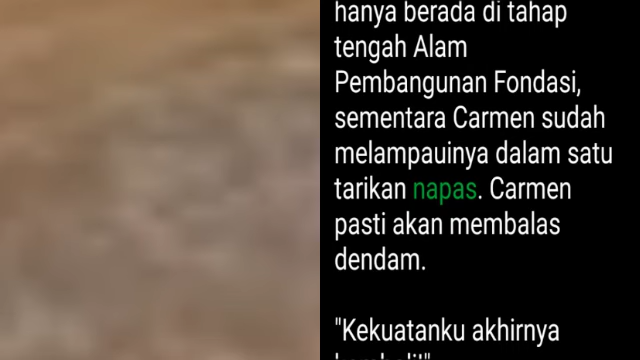 hanya berada di tahap
tengah Alam
Pembangunan Fondasi,
sementara Carmen sudah
melampauinya dalam satu
tarikan napas. Carmen
pasti akan membalas
dendam.
"Kekuatanku akhirnya